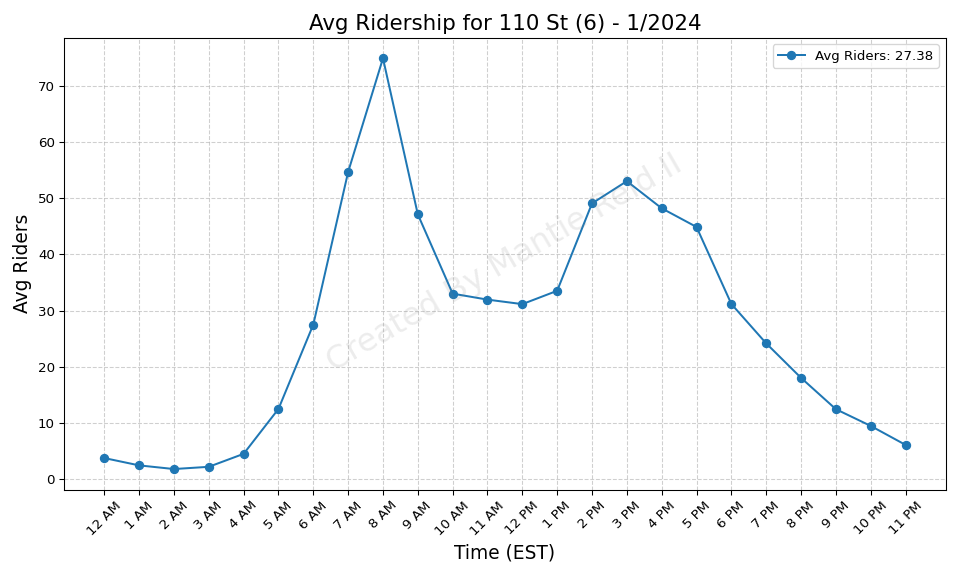 Avg Ridership for 110 St (6) - 1/2024
Avg Riders: 27.38
Avg Riders
70
60
50
40
30
20
10
0
Created By Mantie Reid II
12 AM
1 AM
2 AM
3 AM
4 AM
5 AM
6 AM
7 AM
8 AM
9 AM
10 AM
11 AM
12 PM
1 PM
2 PM
3 PM
4 PM
5 PM
6 PM
7 PM
8 PM
9 PM
10 PM
11 PM
Time (EST)